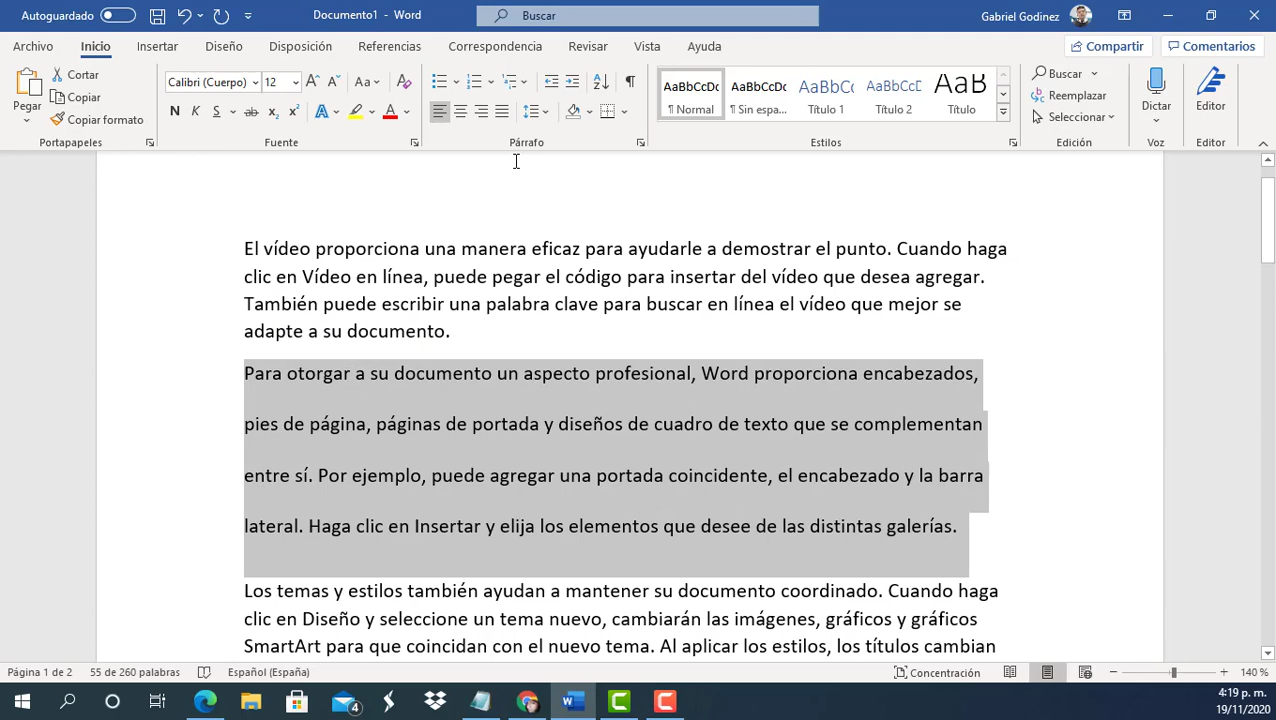 Autoguardado
Documento1 - Word
Buscar
Gabriel Godinez
Archivo Inicio Insertar Diseño Disposición Referencias Correspondencia Revisar Vista Ayuda
Compartir Comentarios
Pegar
Cortar
Copiar
Copiar formato
Portapapeles
Calibri (Cuerpo) 12
Aa
N K S ab x₂ x² A A
Fuente
Párrafo
AaBbCcDc AaBbCcDc AaBbCc AaBbCcD AaB
¶ Normal ¶ Sin espa... Título 1 Título 2 Título
Estilos
Buscar
Reemplazar
Seleccionar
Edición
Dictar
Voz
Editor
Editor
El vídeo proporciona una manera eficaz para ayudarle a demostrar el punto. Cuando haga
clic en Vídeo en línea, puede pegar el código para insertar del vídeo que desea agregar.
También puede escribir una palabra clave para buscar en línea el vídeo que mejor se
adapte a su documento.
Para otorgar a su documento un aspecto profesional, Word proporciona encabezados,
pies de página, páginas de portada y diseños de cuadro de texto que se complementan
entre sí. Por ejemplo, puede agregar una portada coincidente, el encabezado y la barra
lateral. Haga clic en Insertar y elija los elementos que desee de las distintas galerías.
Los temas y estilos también ayudan a mantener su documento coordinado. Cuando haga
clic en Diseño y seleccione un tema nuevo, cambiarán las imágenes, gráficos y gráficos
SmartArt para que coincidan con el nuevo tema. Al aplicar los estilos, los títulos cambian
Página 1 de 2 55 de 260 palabras Español (España) Concentración 140 %
4
4:19 p. m.
19/11/2020